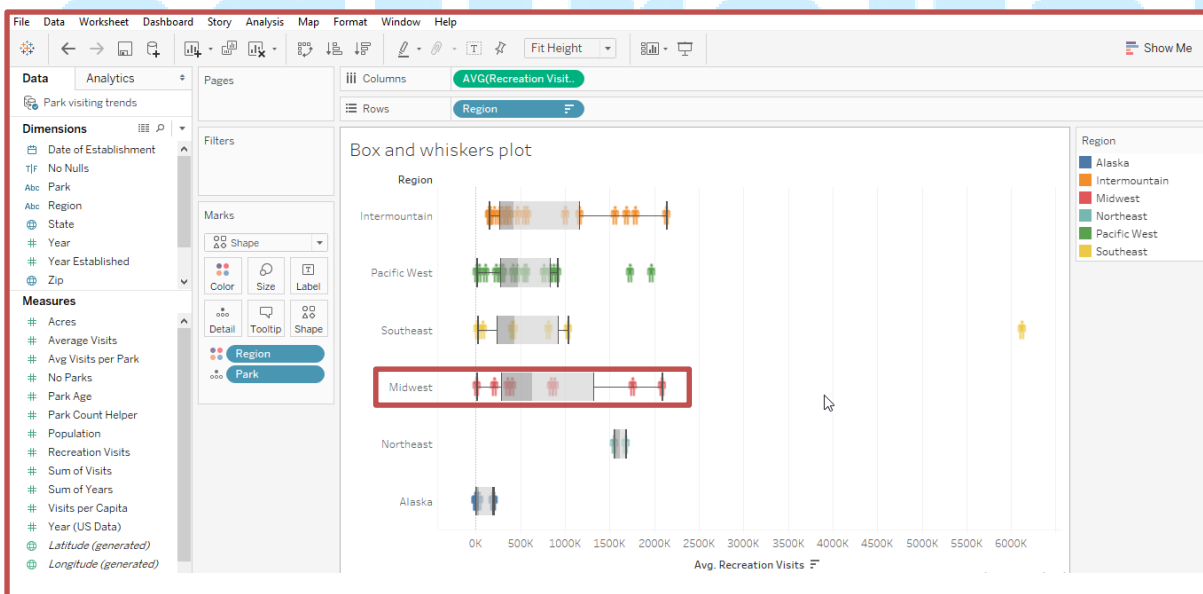 File Data Worksheet Dashboard Story Analysis Map Format Window Help
T Fit Height Show Me
Data Analytics
Park visiting trends
Dimensions
Date of Establishment
T|F No Nulls
Abc Park
Abc Region
State
# Year
# Year Established
Zip
Measures
# Acres
# Average Visits
# Avg Visits per Park
# No Parks
# Park Age
# Park Count Helper
# Population
# Recreation Visits
# Sum of Visits
# Sum of Years
# Visits per Capita
# Year (US Data)
Latitude (generated)
Longitude (generated)
Pages
Filters
Marks
Shape
Color Size T Label
Detail Tooltip Shape
Region
Park
iii Columns AVG(Recreation Visit..
Rows Region
Box and whiskers plot
Region
Intermountain
Pacific West
Southeast
Midwest
Northeast
Alaska
0K 500K 1000K 1500K 2000K 2500K 3000K 3500K 4000K 4500K 5000K 5500K 6000K
Avg. Recreation Visits
Region
Alaska
Intermountain
Midwest
Northeast
Pacific West
Southeast